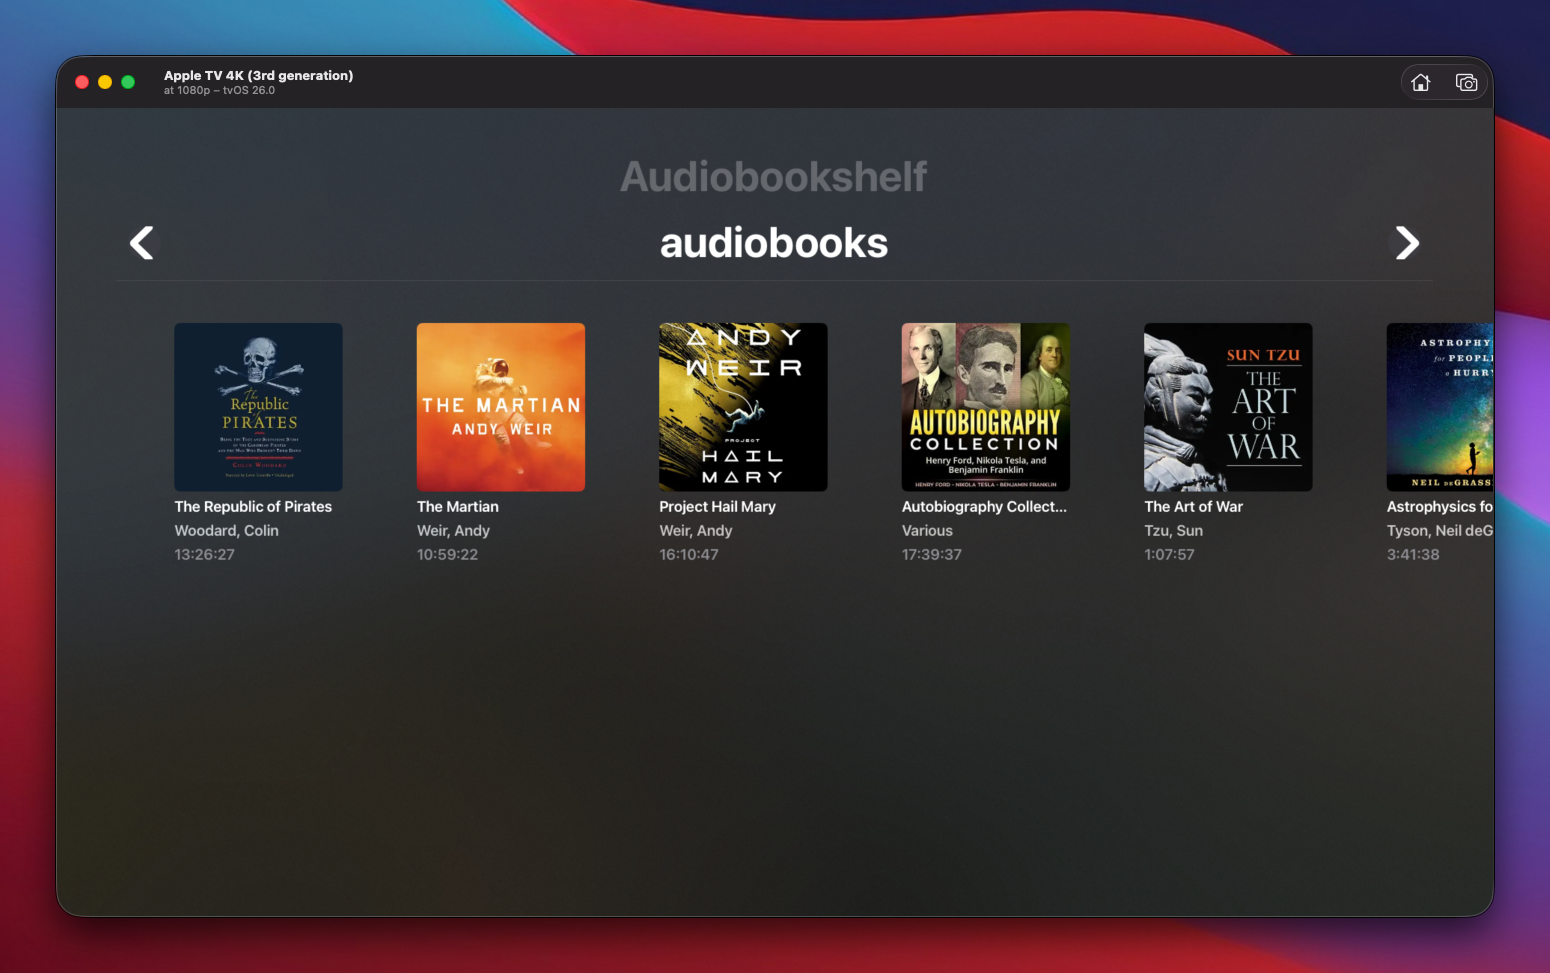 Apple TV 4K (3rd generation)
at 1080p – tvOS 26.0
Audiobookshelf
audiobooks
The
Republic
of
PIRATES
COLIN WOODARD
The Republic of Pirates
Woodard, Colin
13:26:27
THE MARTIAN
ANDY WEIR
The Martian
Weir, Andy
10:59:22
ANDY
WEIR
PROJECT
HAIL
MARY
Project Hail Mary
Weir, Andy
16:10:47
AUTOBIOGRAPHY
COLLECTION
Henry Ford, Nikola Tesla, and
Benjamin Franklin
HENRY FORD • NIKOLA TESLA • BENJAMIN FRANKLIN
Autobiography Collect...
Various
17:39:37
SUN TZU
THE
ART
OF
WAR
The Art of War
Tzu, Sun
1:07:57
ASTROPHY
for PEOPL
a HURR
NEIL DEGRASS
Astrophysics fo
Tyson, Neil deG
3:41:38